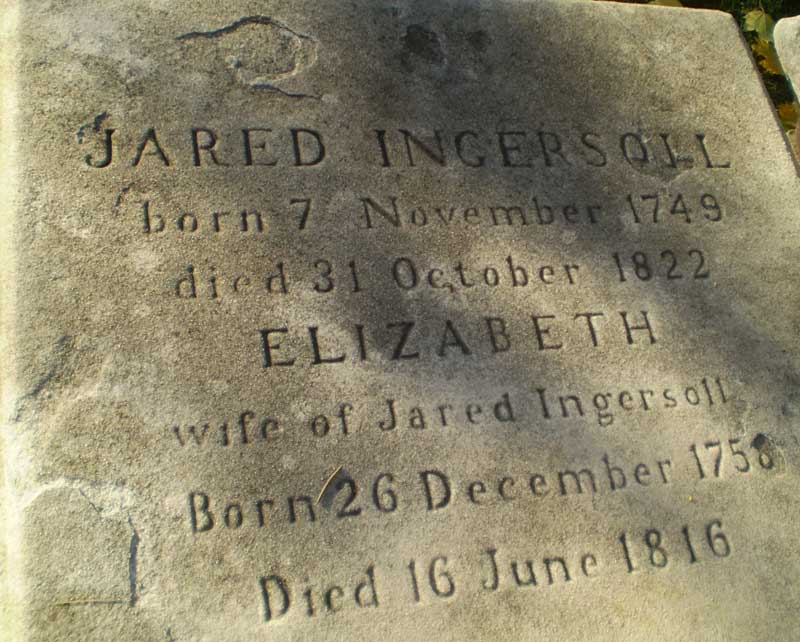 JARED INGERSOLL
born 7 November 1749
died 31 October 1822
ELIZABETH
wife of Jared Ingersoll
Born 26 December 1758
Died 16 June 1816